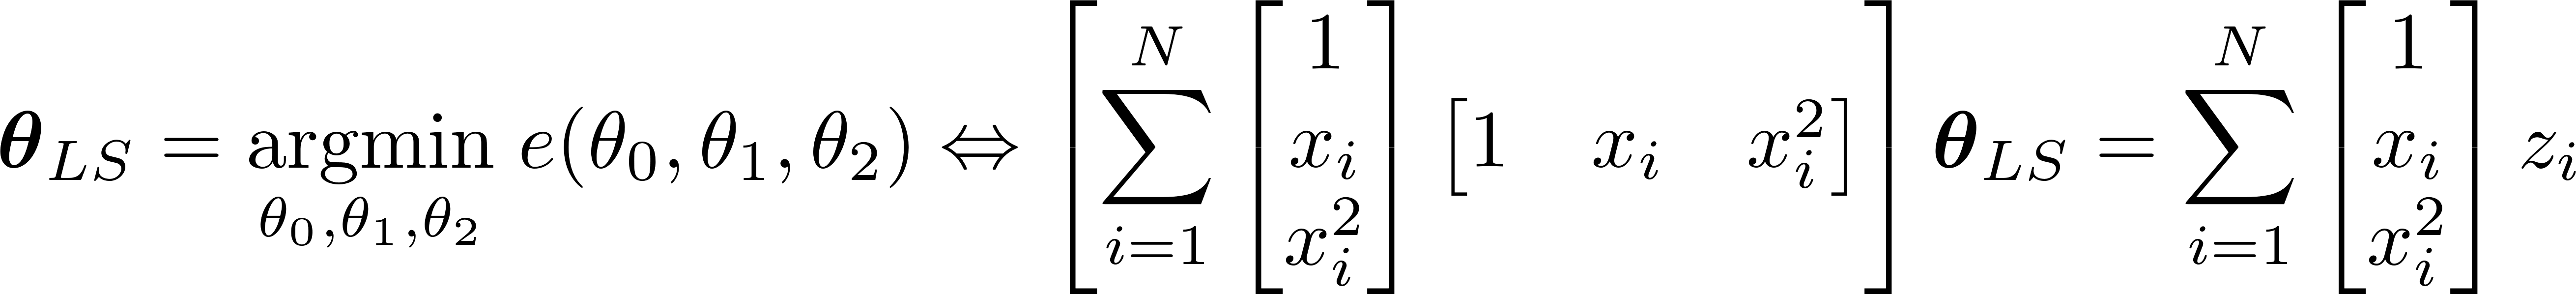 $\boldsymbol{\theta}_{LS} = \underset{\theta_0,\theta_1,\theta_2}{\operatorname{argmin}}\ e(\theta_0, \theta_1, \theta_2) \Leftrightarrow \left[ \sum_{i=1}^{N} \begin{bmatrix} 1 \\ x_i \\ x_i^2 \end{bmatrix} \begin{bmatrix} 1 & x_i & x_i^2 \end{bmatrix} \right] \boldsymbol{\theta}_{LS} = \sum_{i=1}^{N} \begin{bmatrix} 1 \\ x_i \\ x_i^2 \end{bmatrix} z_i$